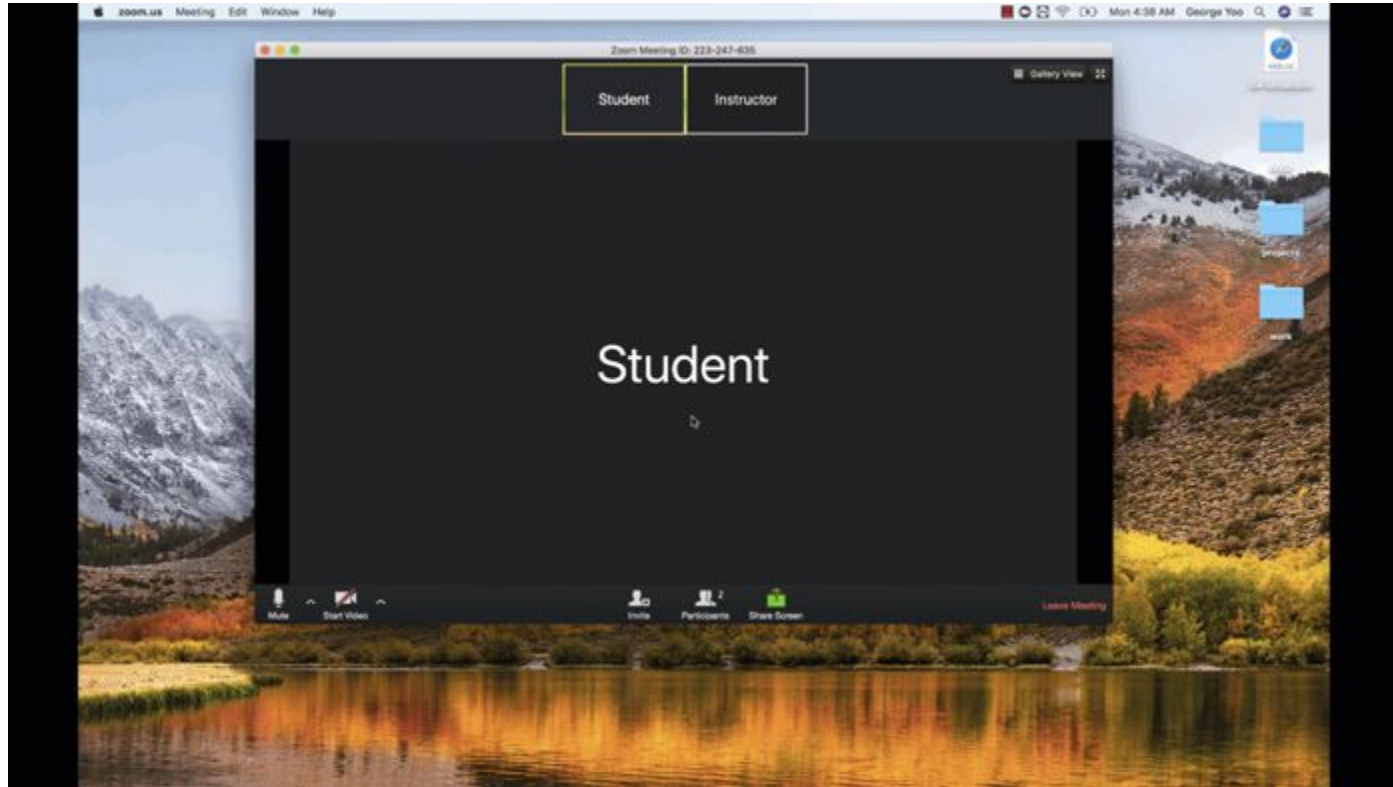 zoom.us Meeting Edit Window Help
Mon 4:38 AM George Yoo
Zoom Meeting ID: 223-247-635
Gallery View
Student
Instructor
Student
projects
work
Mute
Start Video
Invite
Participants 2
Share Screen
Leave Meeting